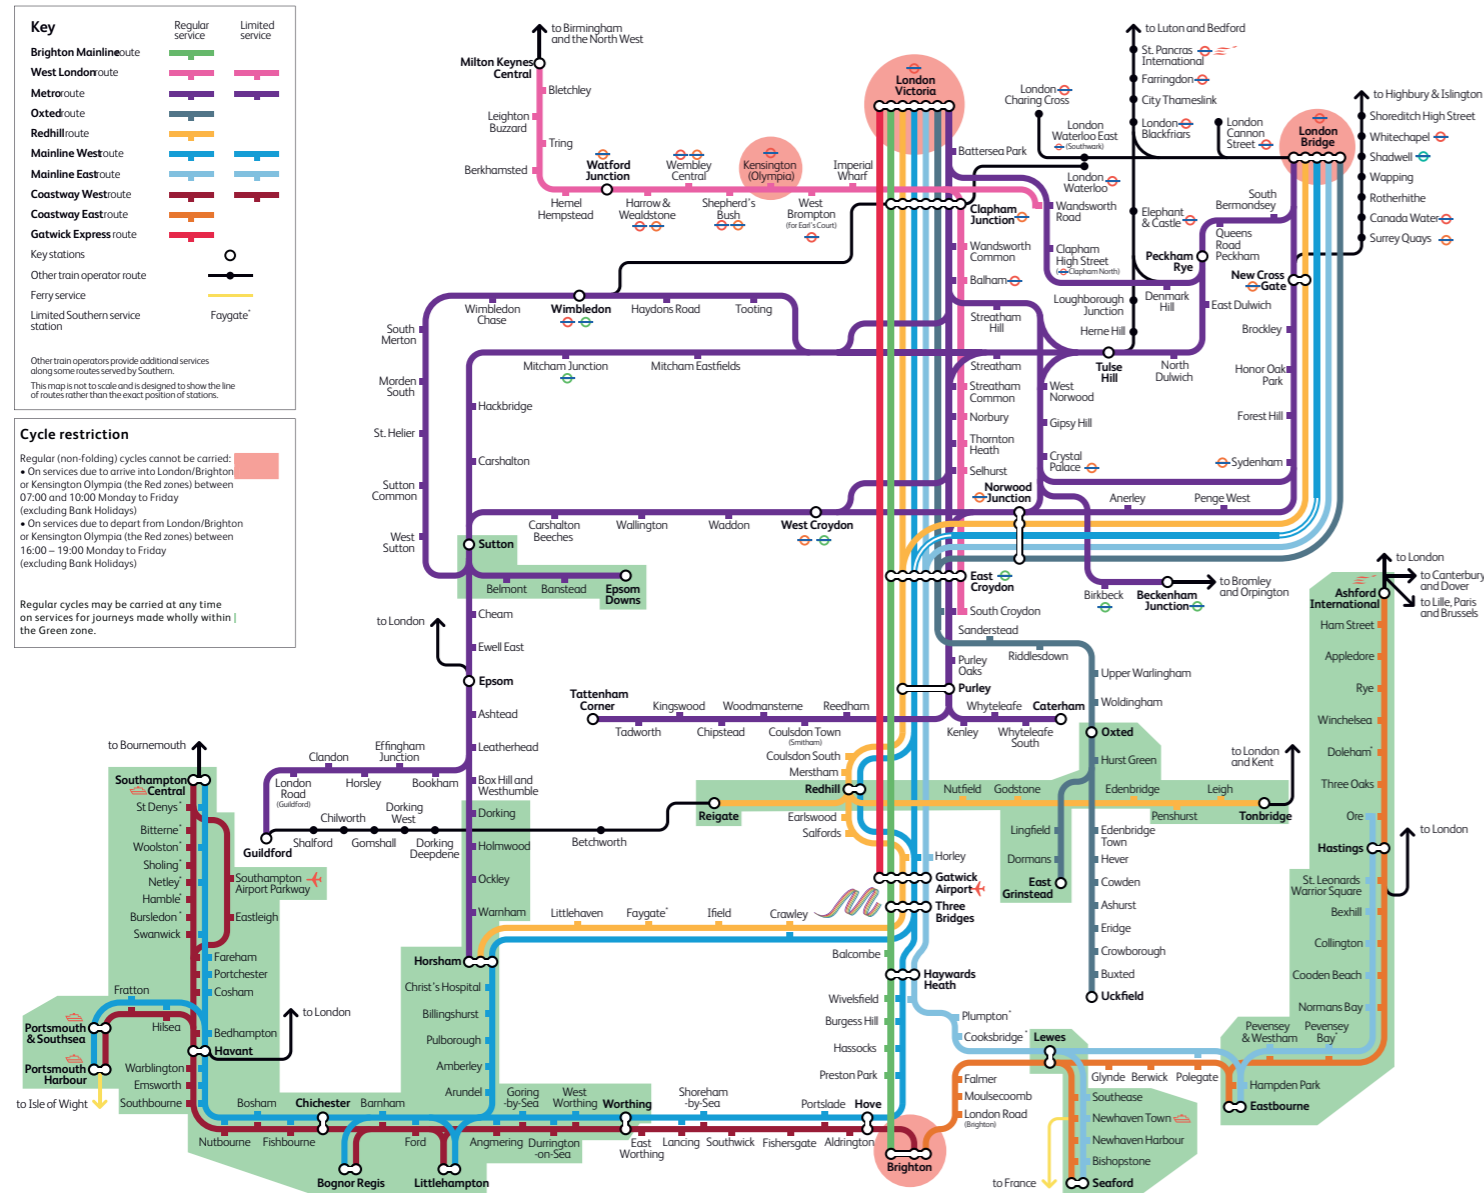 Key
Regular
service
Limited
service
Brighton Mainline route
West London route
Metro route
Oxted route
Redhill route
Mainline West route
Mainline East route
Coastway West route
Coastway East route
Gatwick Express route
Key stations
Other train operator route
Ferry service
Limited Southern service
station
Faygate*
Other train operators provide additional services
along some routes served by Southern.
This map is not to scale and is designed to show the line
of routes rather than the exact position of stations.
Cycle restriction
Regular (non-folding) cycles cannot be carried:
• On services due to arrive into London/Brighton
or Kensington Olympia (the Red zones) between
07:00 and 10:00 Monday to Friday
(excluding Bank Holidays)
• On services due to depart from London/Brighton
or Kensington Olympia (the Red zones) between
16:00 – 19:00 Monday to Friday
(excluding Bank Holidays)
Regular cycles may be carried at any time
on services for journeys made wholly within
the Green zone.
to Birmingham
and the North West
Milton Keynes
Central
Bletchley
Leighton
Buzzard
Tring
Berkhamsted
Hemel
Hempstead
Watford
Junction
Harrow &
Wealdstone
Wembley
Central
Shepherd's
Bush
Kensington
(Olympia)
West
Brompton
(for Earl's Court)
Imperial
Wharf
London
Victoria
Battersea Park
Clapham
Junction
Wandsworth
Road
Clapham
High Street
(Clapham North)
Wandsworth
Common
Balham
Streatham
Hill
London
Charing Cross
London
Waterloo East
(Southwark)
London
Waterloo
to Luton and Bedford
St. Pancras
International
Farringdon
City Thameslink
London
Blackfriars
London
Cannon
Street
London
Bridge
Elephant
& Castle
Loughborough
Junction
Herne Hill
to Highbury & Islington
Shoreditch High Street
Whitechapel
Shadwell
Wapping
Rotherhithe
Canada Water
Surrey Quays
South
Bermondsey
Queens
Road
Peckham
Peckham
Rye
Denmark
Hill
East Dulwich
North
Dulwich
Tulse
Hill
New Cross
Gate
Brockley
Honor Oak
Park
Forest Hill
Sydenham
Penge West
Anerley
Norwood
Junction
Crystal
Palace
Gipsy Hill
West
Norwood
Birkbeck
Beckenham
Junction
to Bromley
and Orpington
Streatham
Streatham
Common
Norbury
Thornton
Heath
Selhurst
East
Croydon
South Croydon
Wimbledon
Wimbledon
Chase
Haydons Road
Tooting
South
Merton
Morden
South
St. Helier
Sutton
Common
West
Sutton
Mitcham Junction
Mitcham Eastfields
Hackbridge
Carshalton
Carshalton
Beeches
Wallington
Waddon
West Croydon
Sutton
Belmont
Banstead
Epsom
Downs
Cheam
Ewell East
to London
Epsom
Ashtead
Leatherhead
Box Hill and
Westhumble
Dorking
Holmwood
Ockley
Warnham
Horsham
Bookham
Effingham
Junction
Horsley
Clandon
London
Road
(Guildford)
Guildford
Shalford
Chilworth
Gomshall
Dorking
West
Dorking
Deepdene
Betchworth
Reigate
Tattenham
Corner
Tadworth
Kingswood
Chipstead
Woodmansterne
Coulsdon Town
(Smitham)
Reedham
Purley
Purley
Oaks
Kenley
Whyteleafe
Whyteleafe
South
Caterham
Sanderstead
Riddlesdown
Upper Warlingham
Woldingham
Oxted
Hurst Green
Lingfield
Dormans
East
Grinstead
Edenbridge
Town
Hever
Cowden
Ashurst
Eridge
Crowborough
Buxted
Uckfield
Coulsdon South
Merstham
Redhill
Earlswood
Salfords
Horley
Nutfield
Godstone
Edenbridge
Penshurst
Leigh
Tonbridge
to London
and Kent
Gatwick
Airport
Three
Bridges
Balcombe
Haywards
Heath
Wivelsfield
Burgess Hill
Hassocks
Preston Park
Littlehaven
Faygate*
Ifield
Crawley
Christ's Hospital
Billingshurst
Pulborough
Amberley
Arundel
to Bournemouth
Southampton
Central
St Denys*
Bitterne*
Woolston*
Sholing*
Netley*
Hamble*
Bursledon*
Swanwick
Southampton
Airport Parkway
Eastleigh
Fareham
Portchester
Cosham
Fratton
Hilsea
Portsmouth
& Southsea
Portsmouth
Harbour
to Isle of Wight
Bedhampton
Havant
to London
Warblington
Emsworth
Southbourne
Nutbourne
Bosham
Fishbourne
Chichester
Barnham
Bognor Regis
Ford
Littlehampton
Angmering
Goring
-by-Sea
Durrington
-on-Sea
West
Worthing
Worthing
East
Worthing
Lancing
Shoreham
-by-Sea
Southwick
Fishersgate
Portslade
Aldrington
Hove
Brighton
London Road
(Brighton)
Moulsecoomb
Falmer
Plumpton*
Cooksbridge*
Lewes
Southease
Newhaven Town
Newhaven Harbour
Bishopstone
Seaford
to France
Glynde
Berwick
Polegate
Hampden Park
Eastbourne
Pevensey
& Westham
Pevensey
Bay*
Normans Bay
Cooden Beach
Collington
Bexhill
St. Leonards
Warrior Square
Hastings
to London
Ore
Three Oaks
Doleham*
Winchelsea
Rye
Appledore
Ham Street
Ashford
International
to London
to Canterbury
and Dover
to Lille, Paris
and Brussels